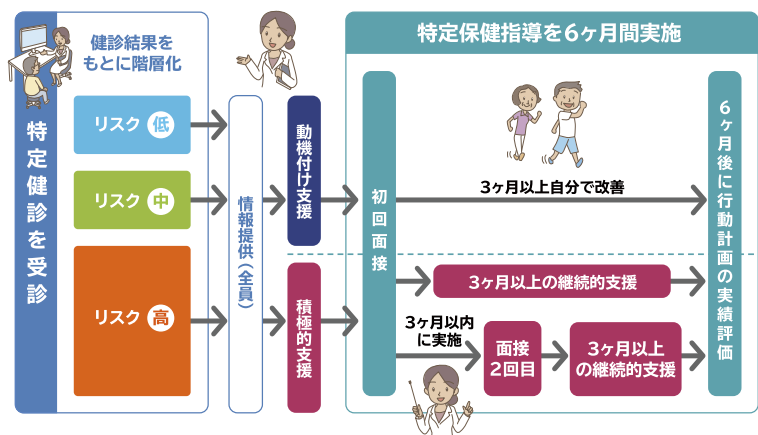 特定健診を受診
健診結果を
もとに階層化
リスク 低
リスク 中
リスク 高
情報提供（全員）
動機付け支援
積極的支援
特定保健指導を6ヶ月間実施
初回面接
3ヶ月以上自分で改善
3ヶ月以上の継続的支援
3ヶ月以内
に実施
面接
2回目
3ヶ月以上
の継続的支援
6ヶ月後に行動計画の実績評価